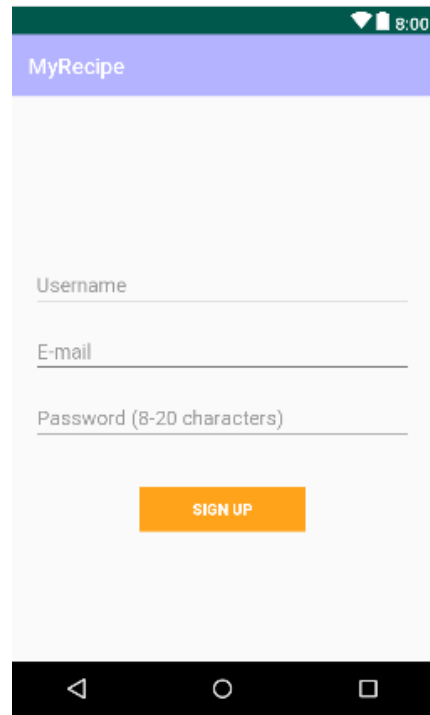 8:00
MyRecipe
Username
E-mail
Password (8-20 characters)
SIGN UP